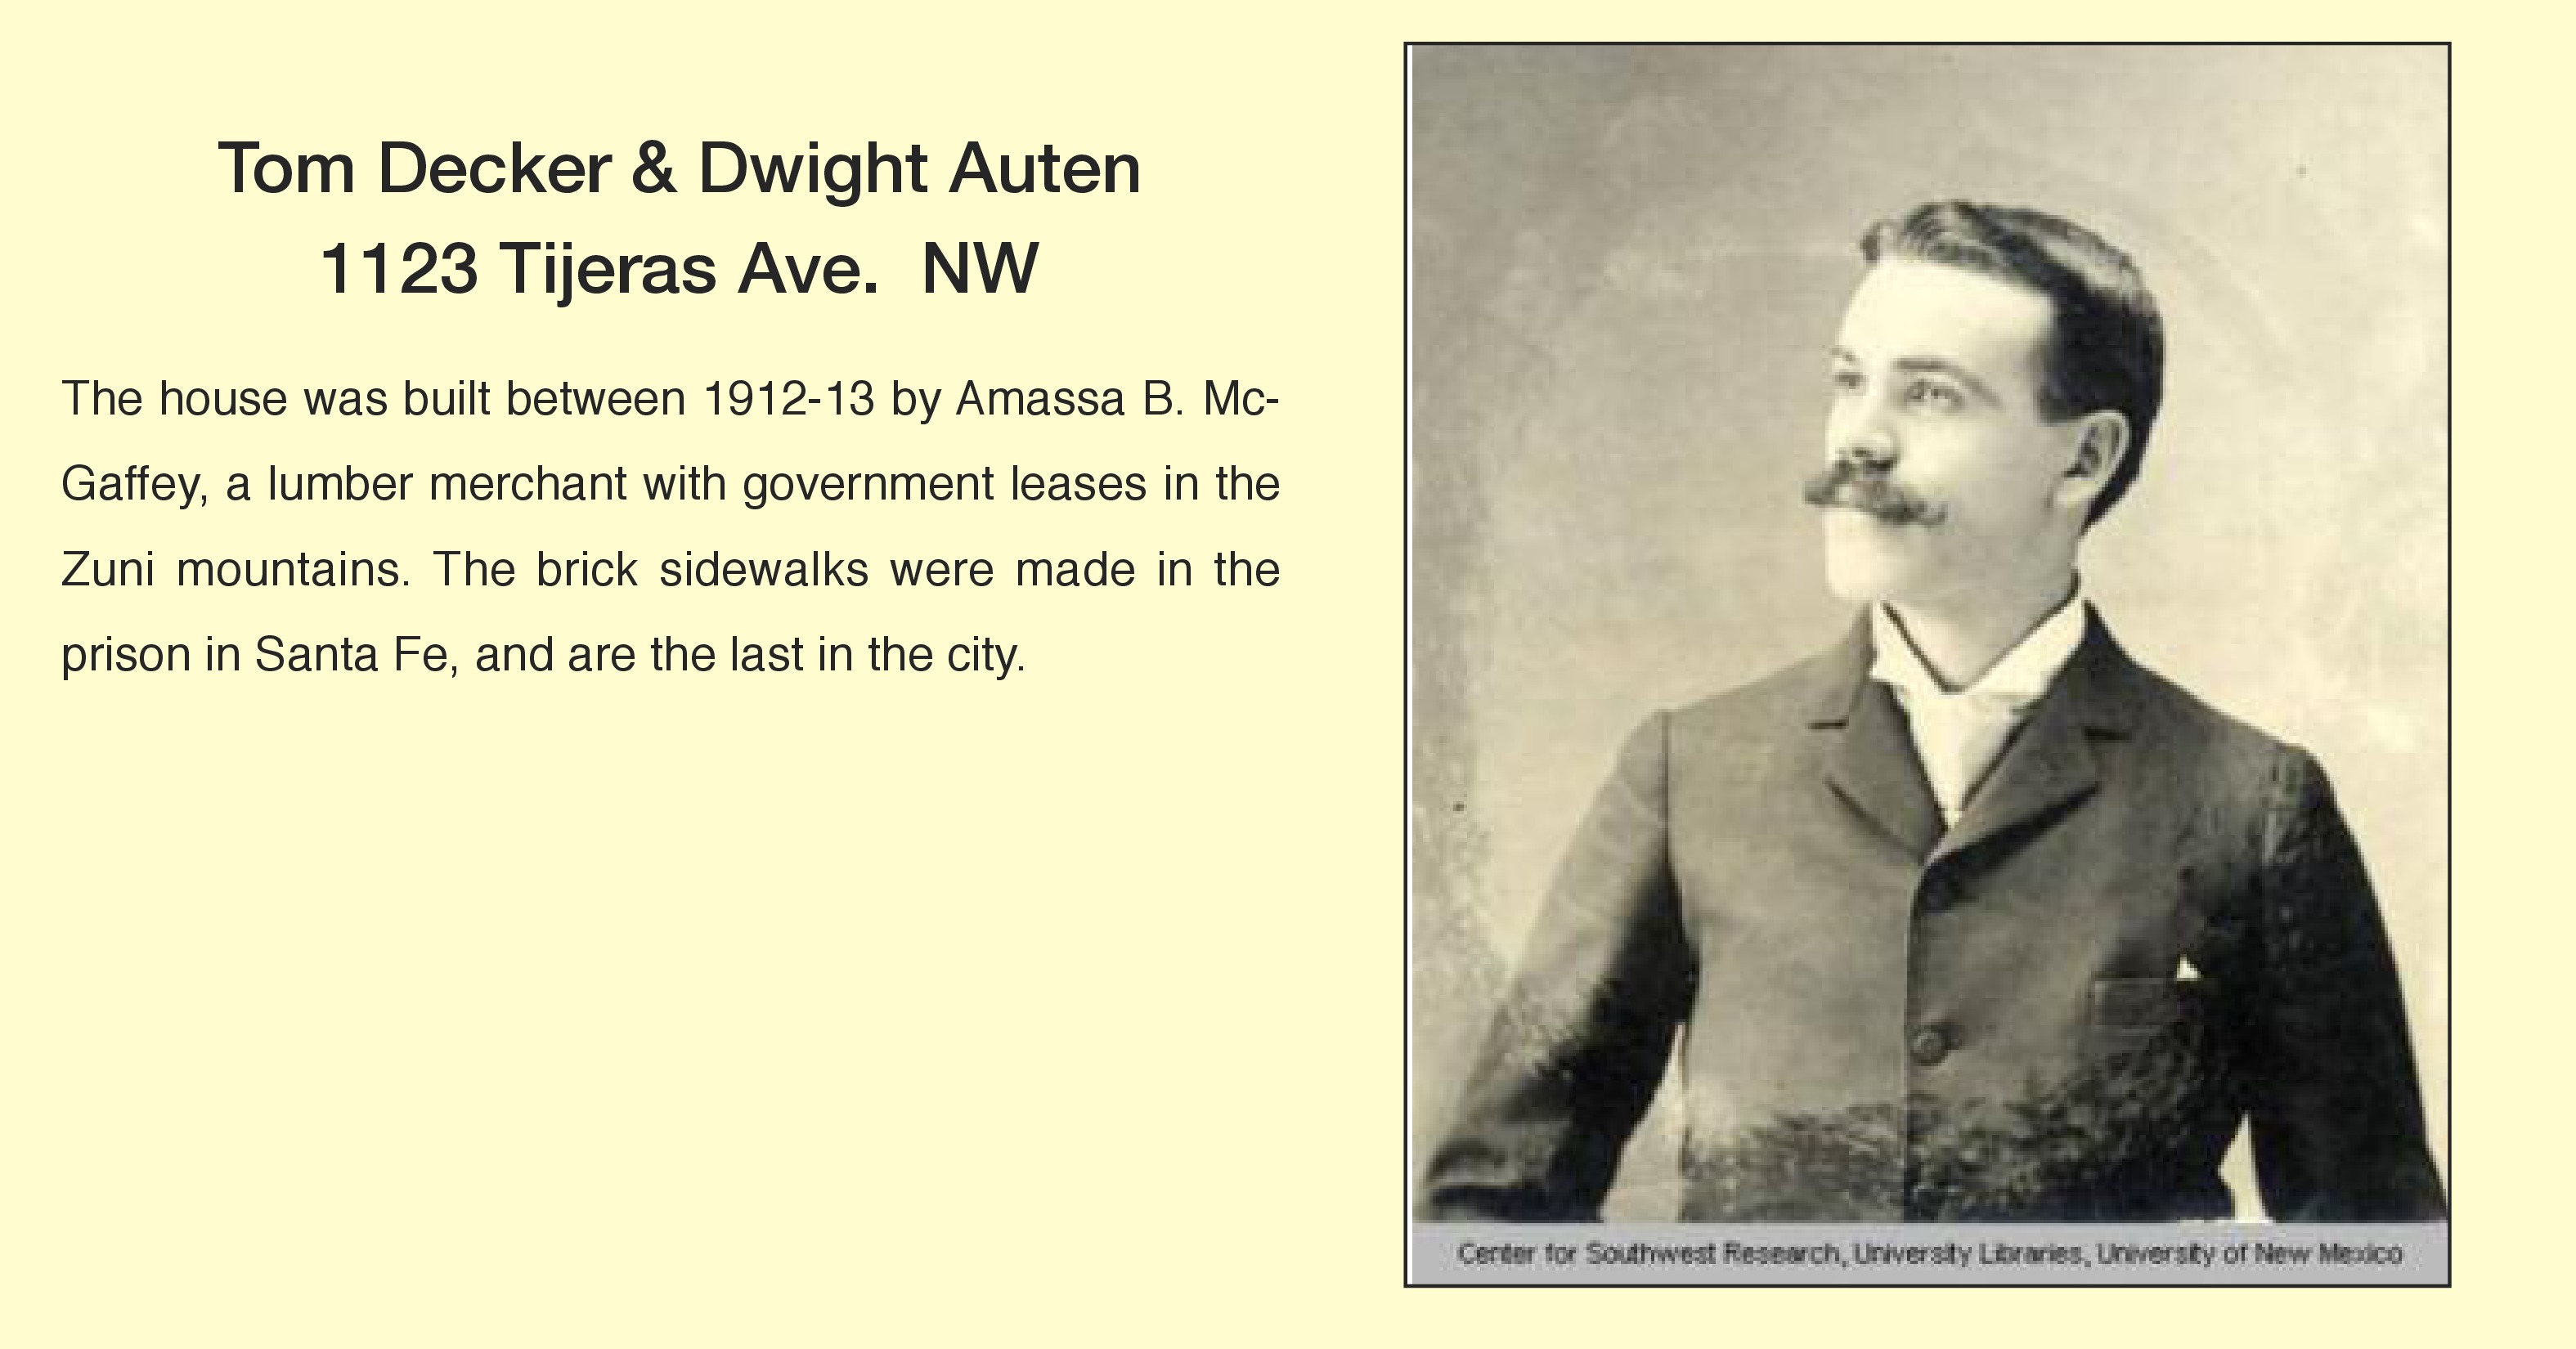 Tom Decker & Dwight Auten
1123 Tijeras Ave.  NW
The house was built between 1912-13 by Amassa B. Mc-
Gaffey, a lumber merchant with government leases in the
Zuni mountains. The brick sidewalks were made in the
prison in Santa Fe, and are the last in the city.
Center for Southwest Research, University Libraries, University of New Mexico